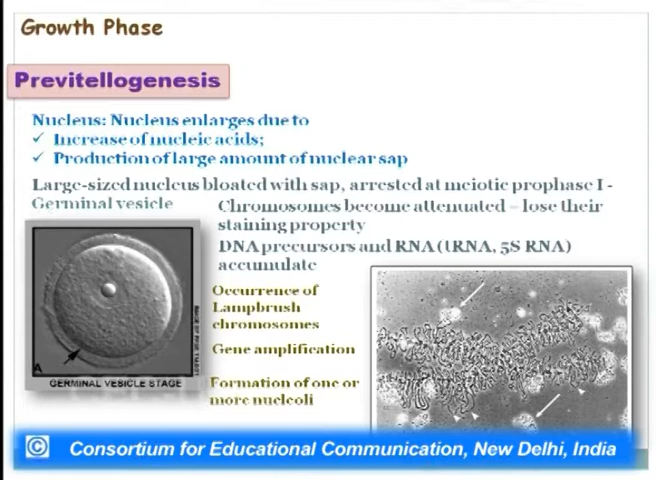 Growth Phase
Previtellogenesis
Nucleus: Nucleus enlarges due to
✓ Increase of nucleic acids;
✓ Production of large amount of nuclear sap
Large-sized nucleus bloated with sap, arrested at meiotic prophase I -
Germinal vesicle
Chromosomes become attenuated – lose their
staining property
DNA precursors and RNA (tRNA, 5S RNA)
accumulate
Occurrence of
Lampbrush
chromosomes
Gene amplification
Formation of one or
more nucleoli
A
GERMINAL VESICLE STAGE
© Consortium for Educational Communication, New Delhi, India